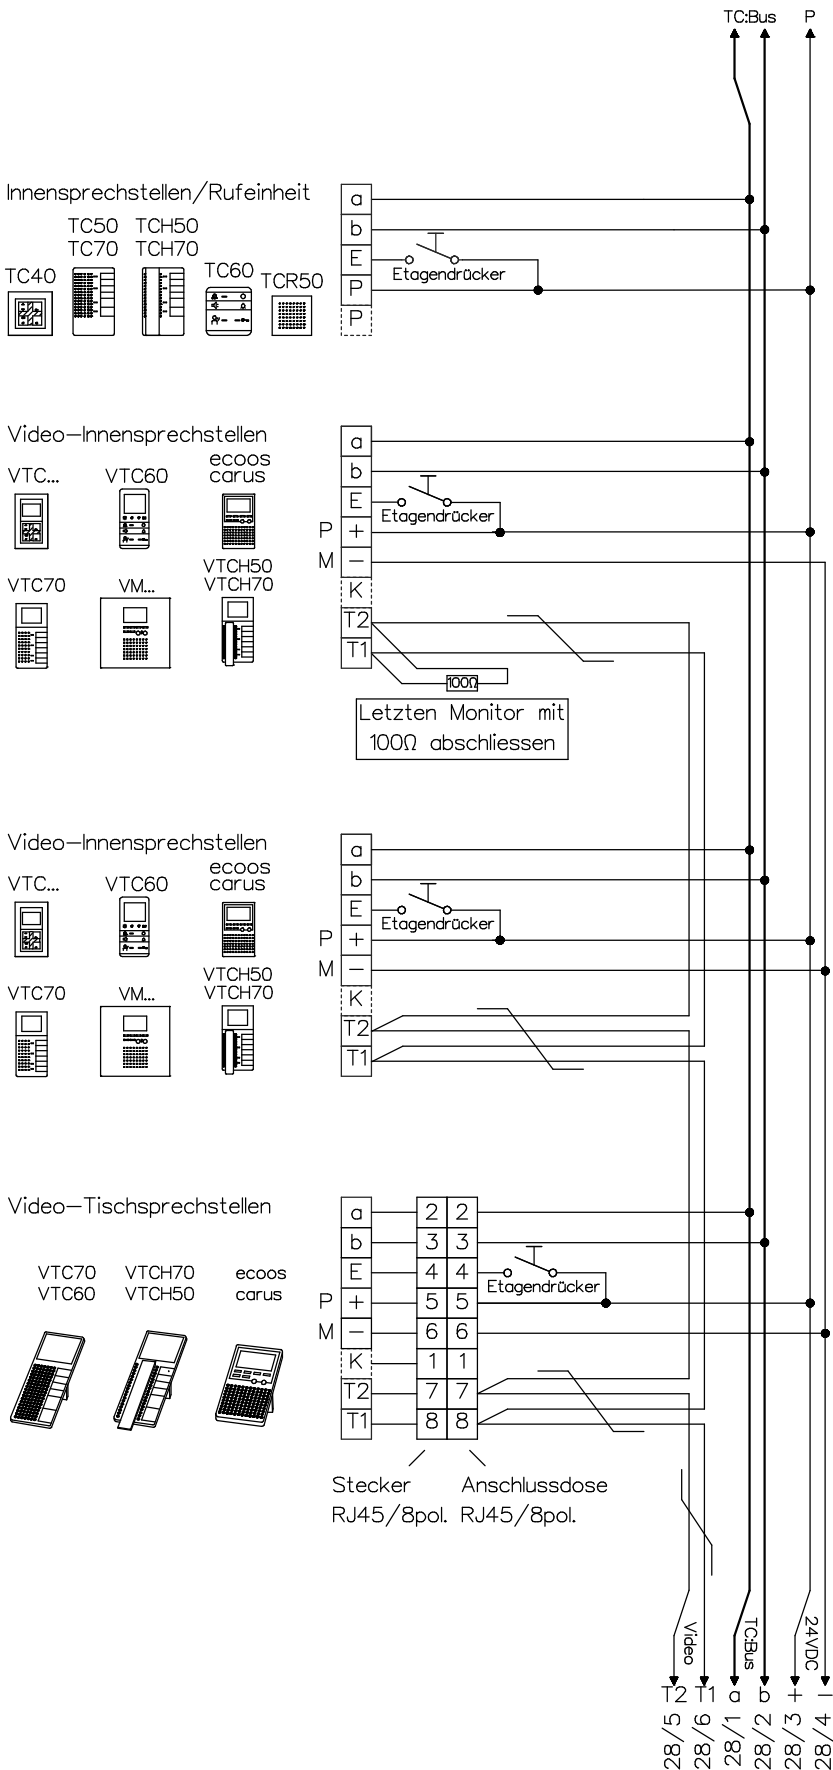 TC:Bus P
Innensprechstellen/Rufeinheit
TC50 TCH50
TC70 TCH70
TC40 TC60 TCR50
a
b
E
Etagendrücker
P
P
Video-Innensprechstellen
VTC... VTC60 ecoos
carus
VTC70 VM... VTCH50
VTCH70
a
b
E
Etagendrücker
P +
M -
K
T2
T1
100Ω
Letzten Monitor mit
100Ω abschliessen
Video-Innensprechstellen
VTC... VTC60 ecoos
carus
VTC70 VM... VTCH50
VTCH70
a
b
E
Etagendrücker
P +
M -
K
T2
T1
Video-Tischsprechstellen
VTC70 VTCH70 ecoos
VTC60 VTCH50 carus
a 2 2
b 3 3
E 4 4
Etagendrücker
P + 5 5
M - 6 6
K 1 1
T2 7 7
T1 8 8
Stecker Anschlussdose
RJ45/8pol. RJ45/8pol.
Video TC:Bus 24VDC
T2 T1 a b + -
28/5 28/6 28/1 28/2 28/3 28/4